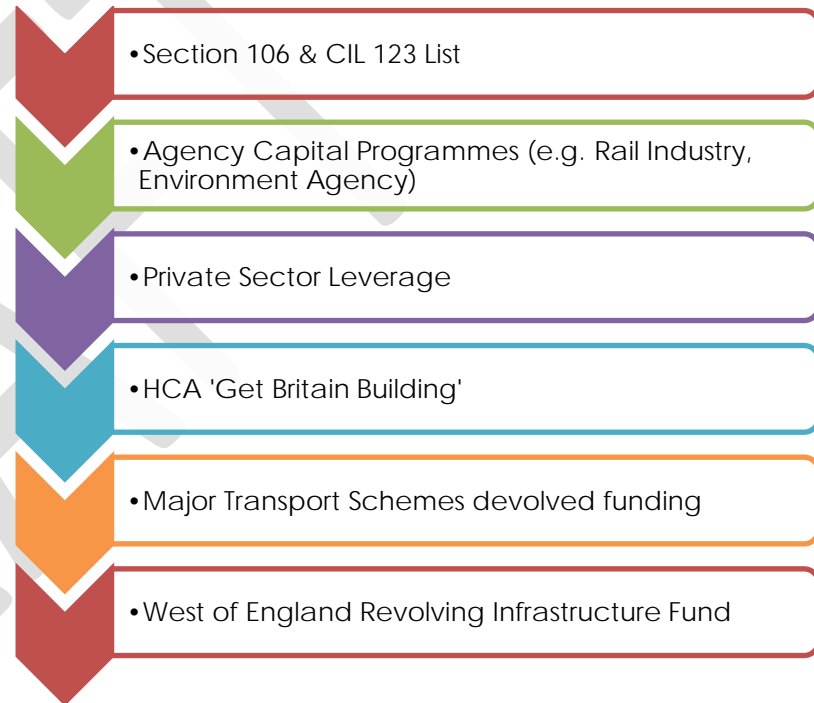 •Section 106 & CIL 123 List
•Agency Capital Programmes (e.g. Rail Industry,
Environment Agency)
•Private Sector Leverage
•HCA 'Get Britain Building'
•Major Transport Schemes devolved funding
•West of England Revolving Infrastructure Fund